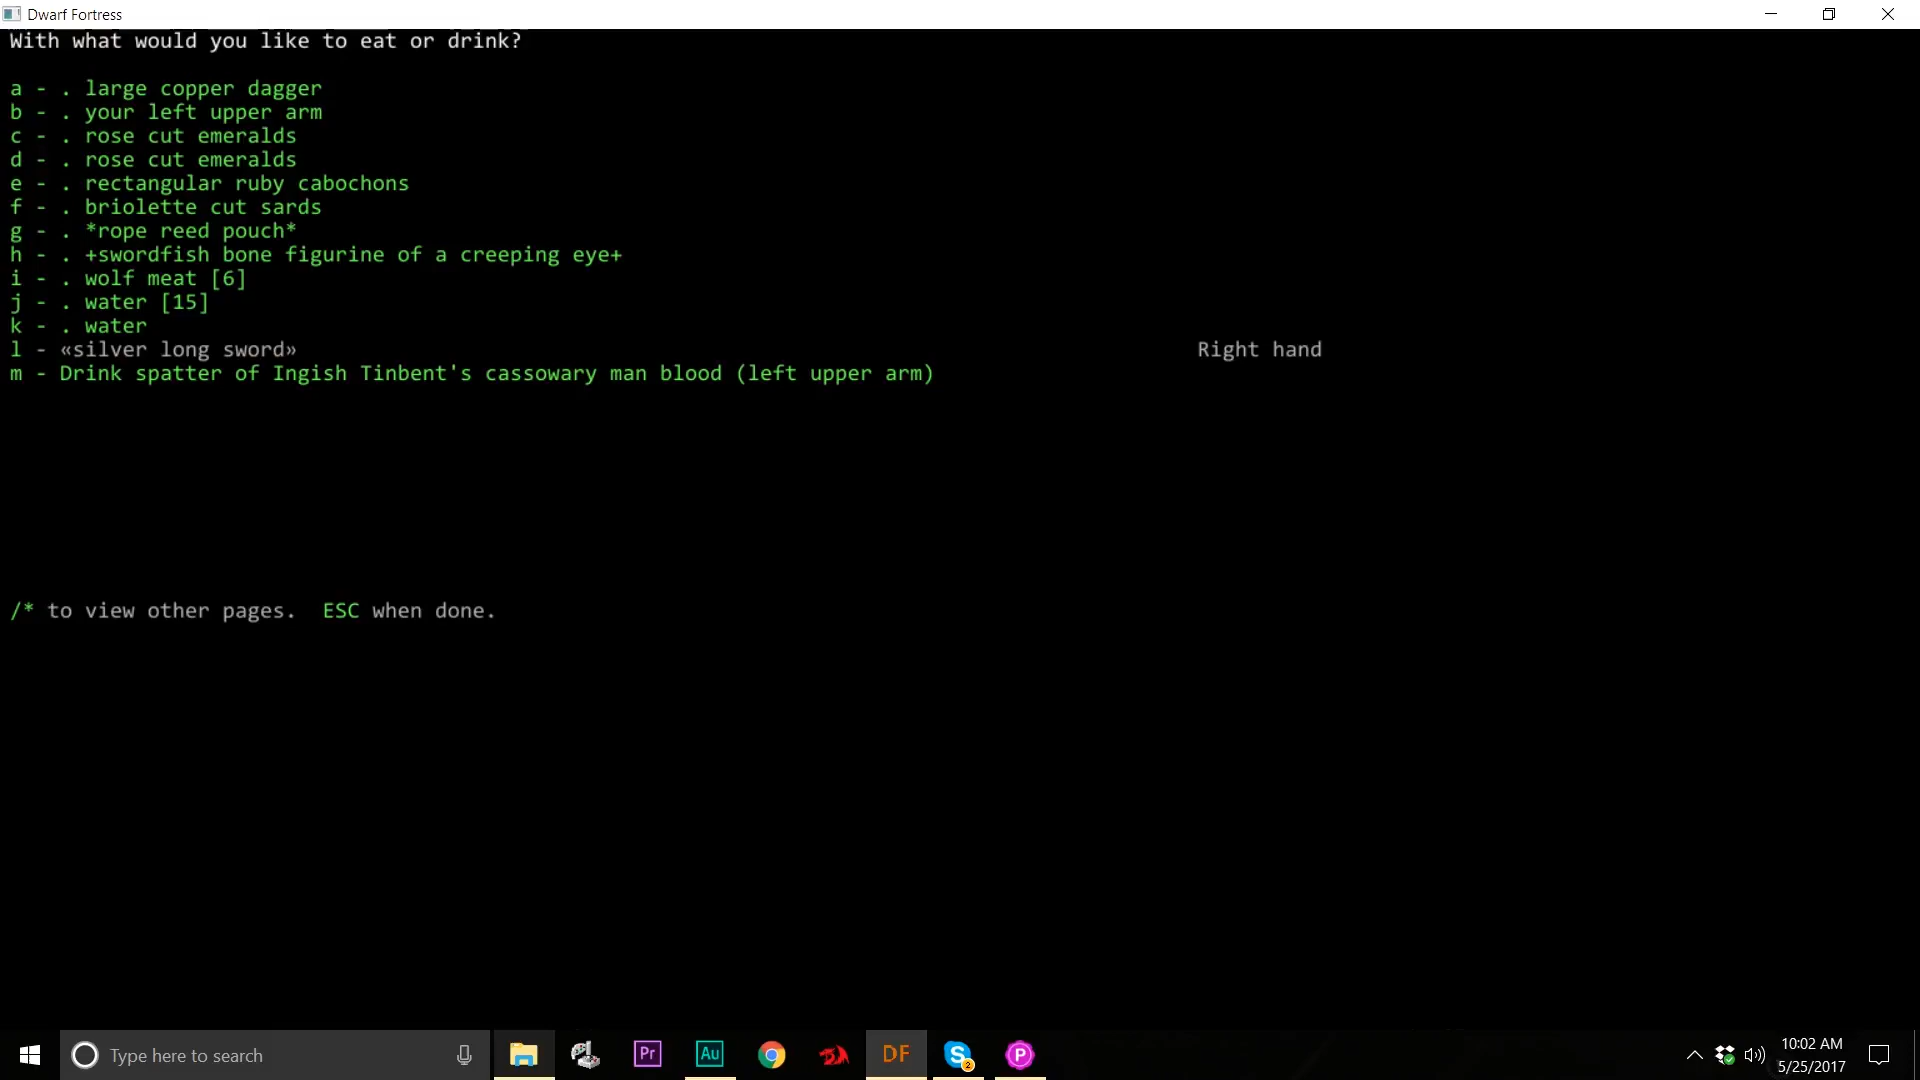 Dwarf Fortress
With what would you like to eat or drink?
a - . large copper dagger
b - . your left upper arm
c - . rose cut emeralds
d - . rose cut emeralds
e - . rectangular ruby cabochons
f - . briolette cut sards
g - . *rope reed pouch*
h - . +swordfish bone figurine of a creeping eye+
i - . wolf meat [6]
j - . water [15]
k - . water
l - «silver long sword» Right hand
m - Drink spatter of Ingish Tinbent's cassowary man blood (left upper arm)
/* to view other pages.  ESC when done.
Type here to search
Pr
Au
DF
S
2
P
10:02 AM
5/25/2017